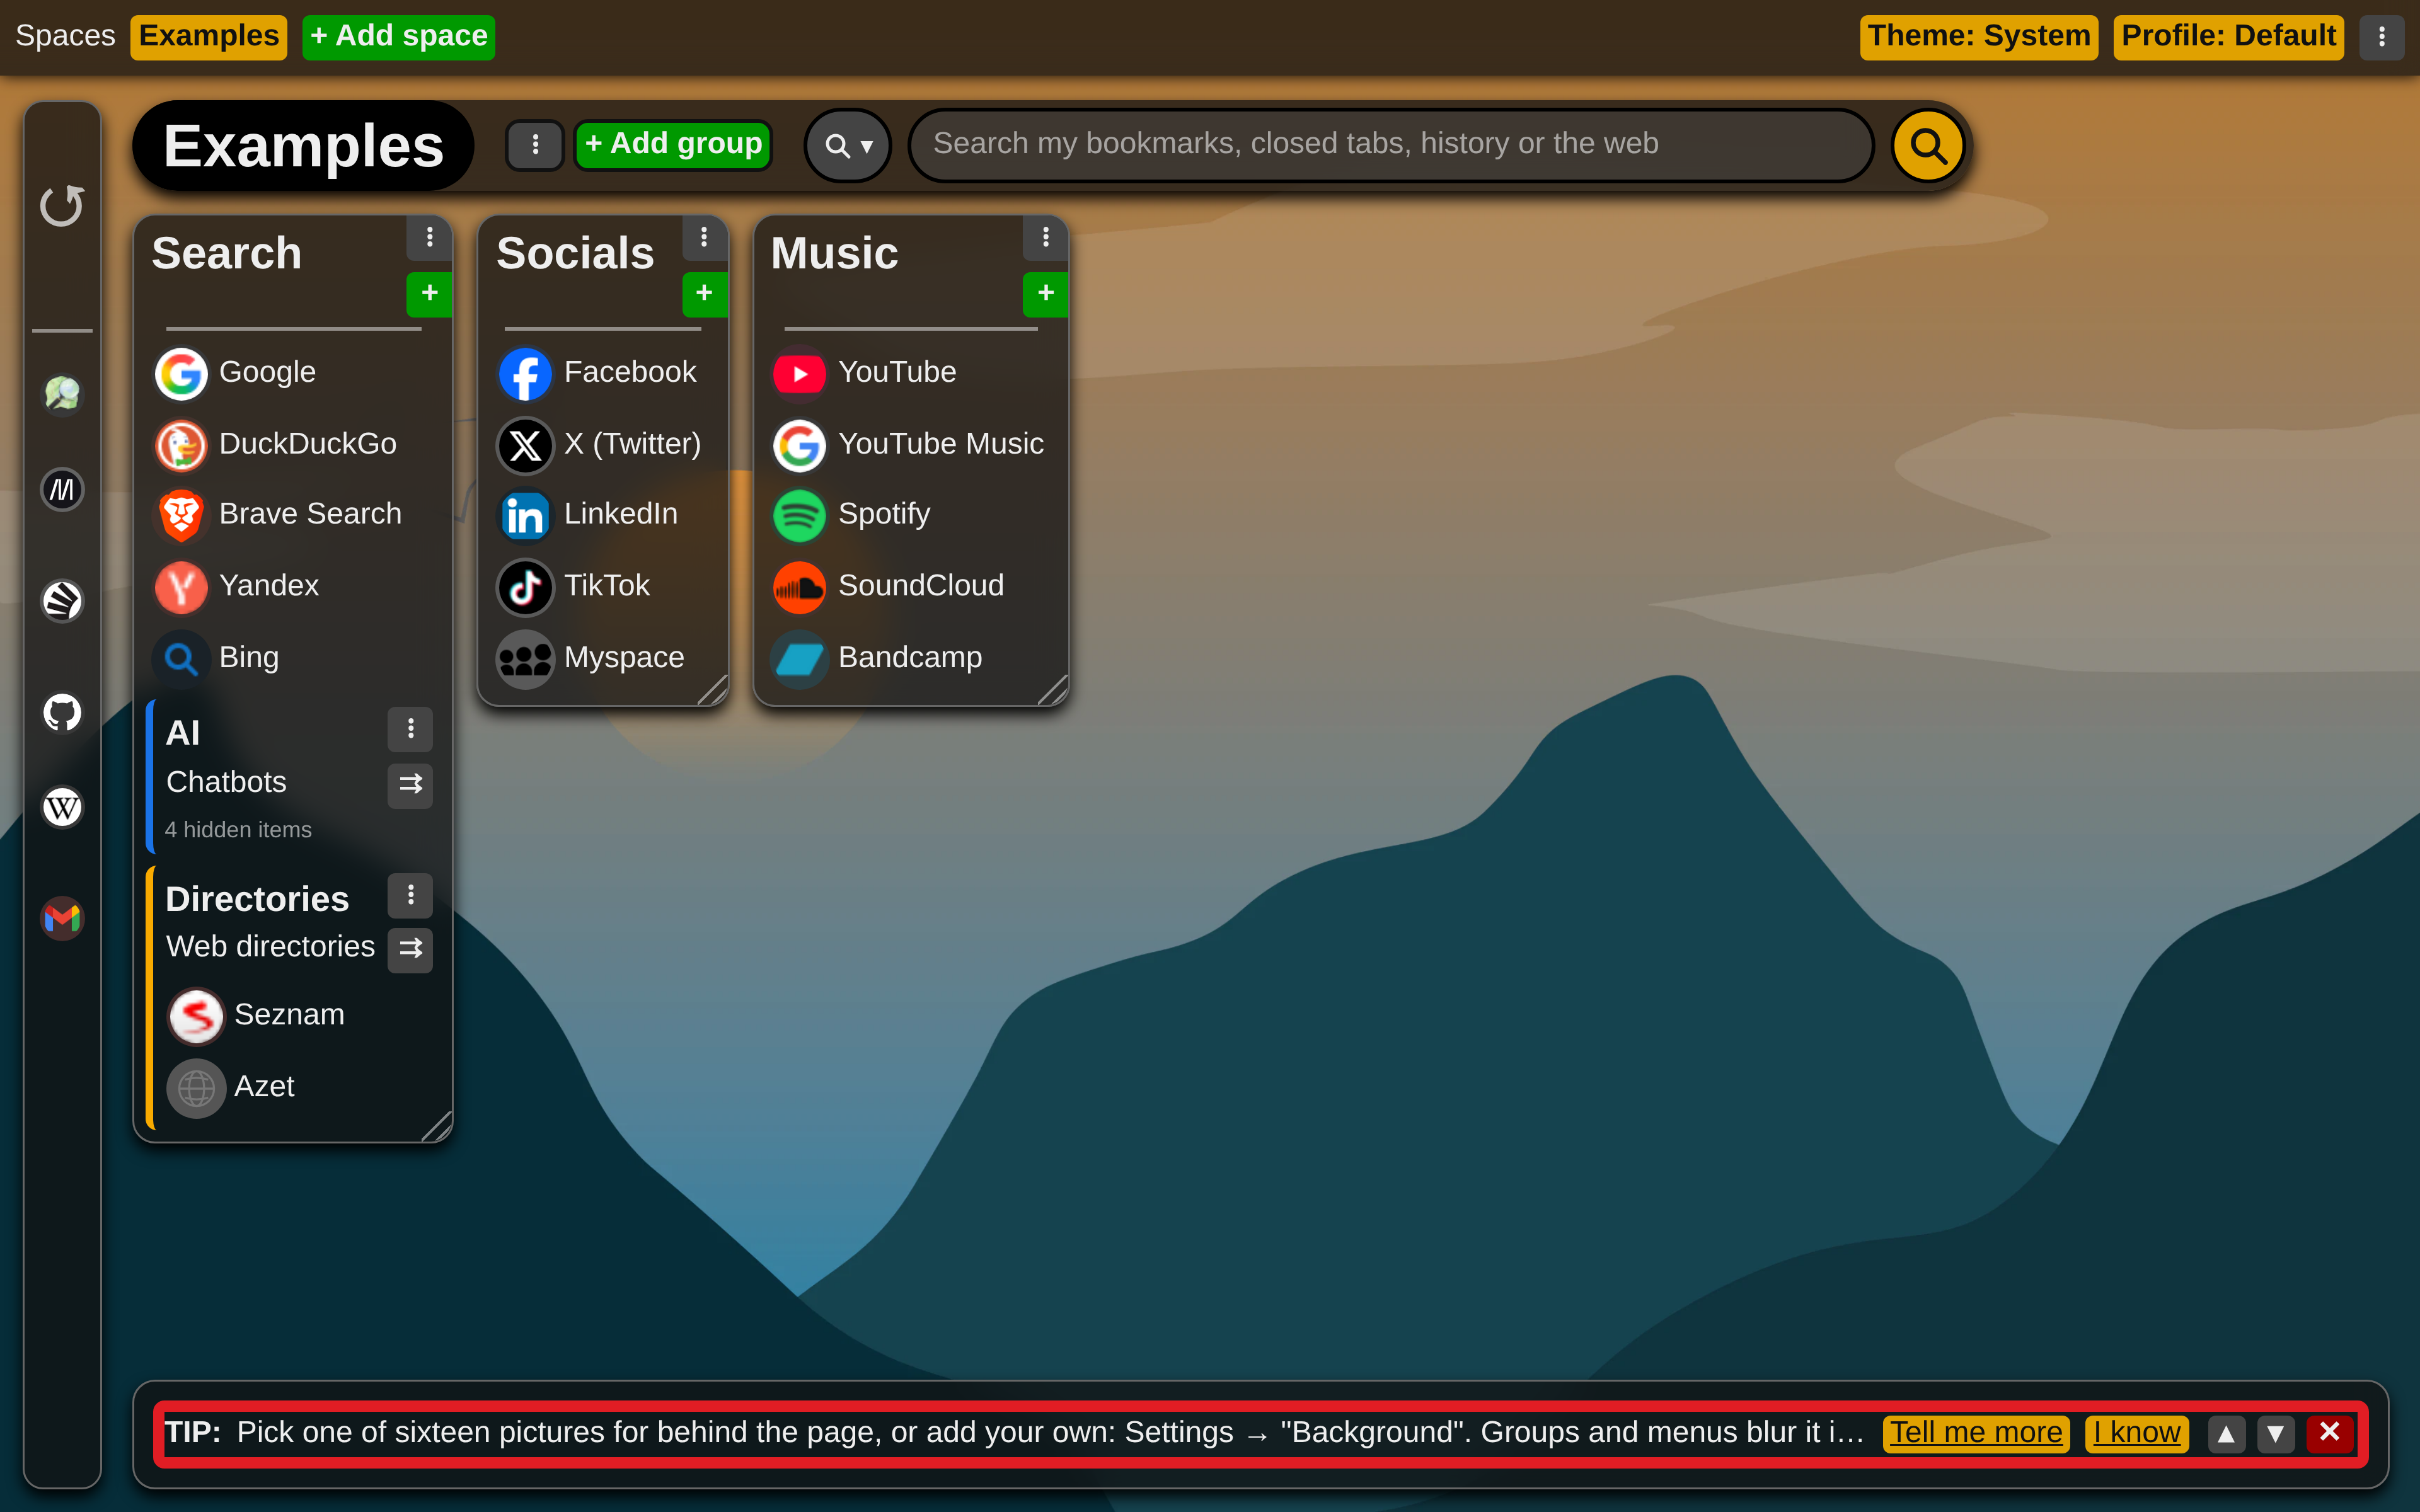 Spaces Examples + Add space Theme: System Profile: Default
Examples + Add group Search my bookmarks, closed tabs, history or the web
Search
Google
DuckDuckGo
Brave Search
Yandex
Bing
AI
Chatbots
4 hidden items
Directories
Web directories
Seznam
Azet
Socials
Facebook
X (Twitter)
LinkedIn
TikTok
Myspace
Music
YouTube
YouTube Music
Spotify
SoundCloud
Bandcamp
TIP: Pick one of sixteen pictures for behind the page, or add your own: Settings → "Background". Groups and menus blur it i… Tell me more I know